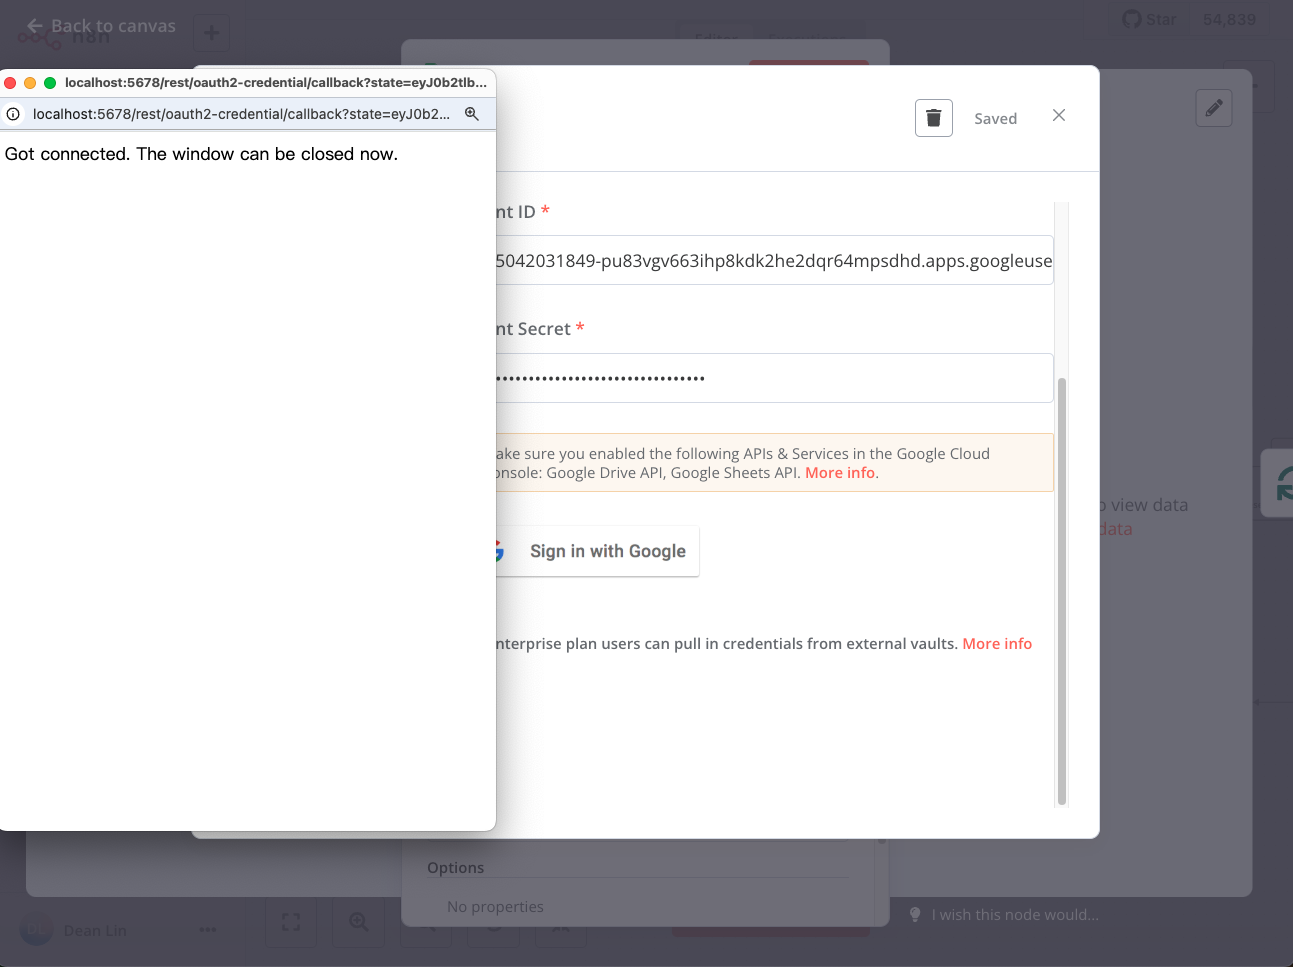 Back to canvas
n8n
Editor
Star
54,839
localhost:5678/rest/oauth2-credential/callback?state=eyJ0b2tlb...
localhost:5678/rest/oauth2-credential/callback?state=eyJ0b2...
Got connected. The window can be closed now.
Saved
nt ID *
5042031849-pu83vgv663ihp8kdk2he2dqr64mpsdhd.apps.googleuse
nt Secret *
•••••••••••••••••••••••••••••••
ake sure you enabled the following APIs & Services in the Google Cloud
onsole: Google Drive API, Google Sheets API. More info.
Sign in with Google
nterprise plan users can pull in credentials from external vaults. More info
o view data
data
Options
No properties
I wish this node would...
Dean Lin